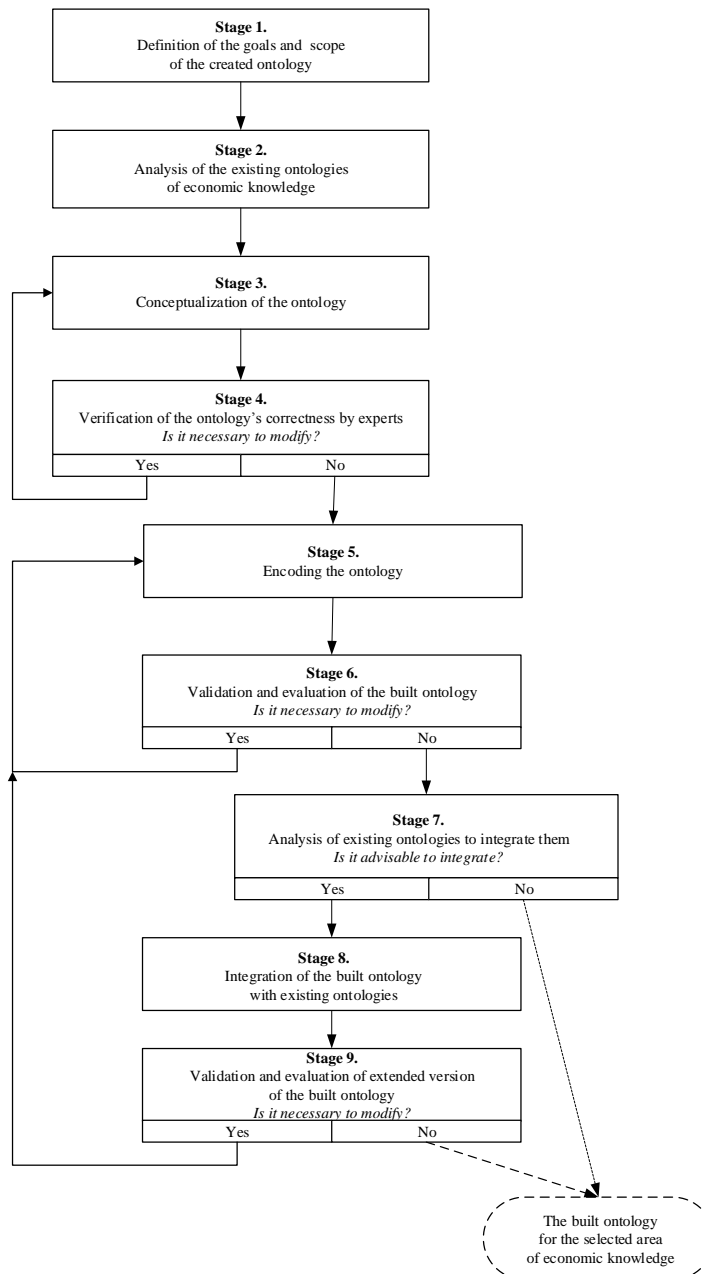 Stage 1.
Definition of the goals and scope
of the created ontology
Stage 2.
Analysis of the existing ontologies
of economic knowledge
Stage 3.
Conceptualization of the ontology
Stage 4.
Verification of the ontology's correctness by experts
Is it necessary to modify?
Yes No
Stage 5.
Encoding the ontology
Stage 6.
Validation and evaluation of the built ontology
Is it necessary to modify?
Yes No
Stage 7.
Analysis of existing ontologies to integrate them
Is it advisable to integrate?
Yes No
Stage 8.
Integration of the built ontology
with existing ontologies
Stage 9.
Validation and evaluation of extended version
of the built ontology
Is it necessary to modify?
Yes No
The built ontology
for the selected area
of economic knowledge